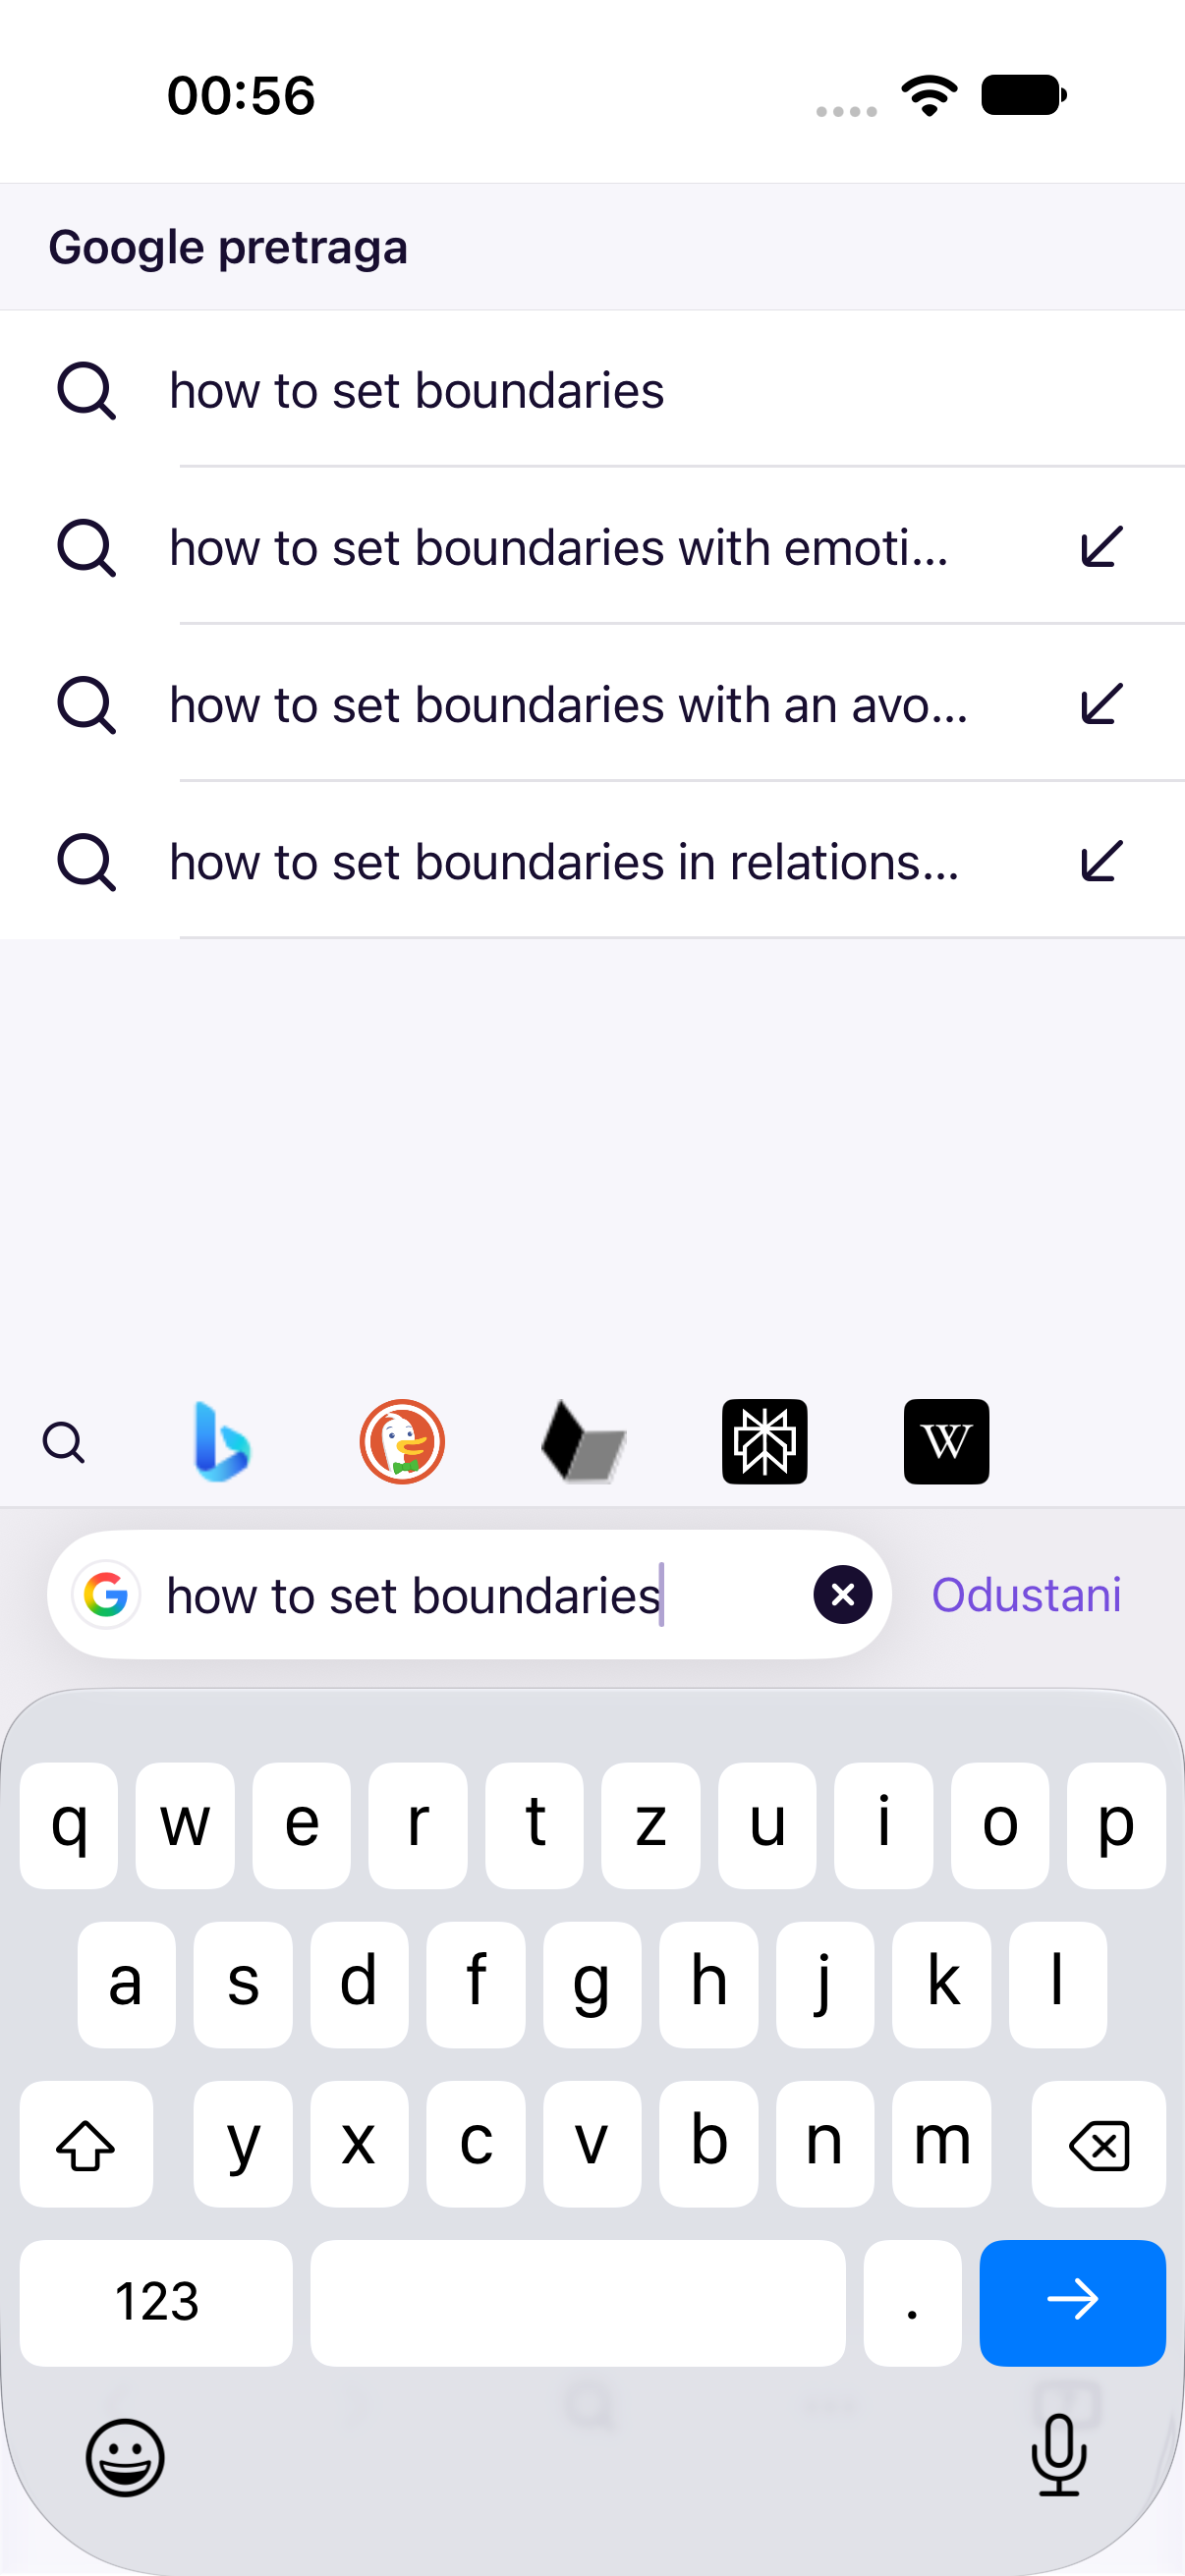 00:56
Google pretraga
how to set boundaries
how to set boundaries with emoti...
how to set boundaries with an avo...
how to set boundaries in relations...
W
how to set boundaries
Odustani
q w e r t z u i o p
a s d f g h j k l
y x c v b n m
123 .